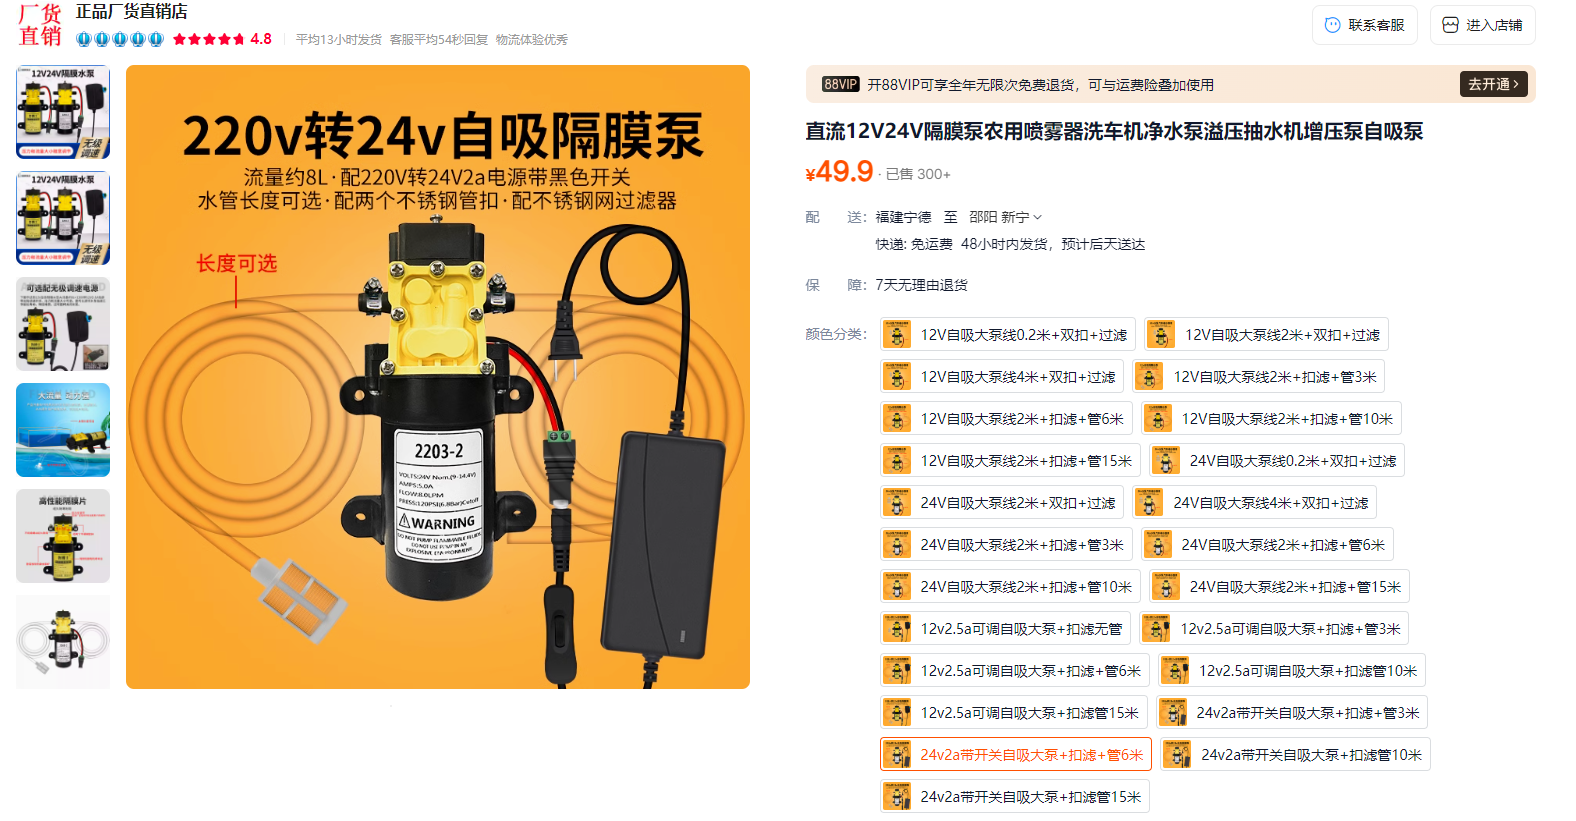 厂货
直销
正品厂货直销店
4.8
平均13小时发货 客服平均54秒回复 物流体验优秀
联系客服
进入店铺
12V24V隔膜水泵
无级
调速
12V24V隔膜水泵
无级
调速
可选配无极调速电源
高性能隔膜片
220v转24v自吸隔膜泵
流量约8L·配220V转24V2a电源带黑色开关
水管长度可选·配两个不锈钢管扣·配不锈钢网过滤器
长度可选
2203-2
VOLTS:24V Nom.(9-14.4V)
AMPS:5.0A
FLOW:8.0LPM
PRESS:120PSI(6.8Bar)Cutoff
WARNING
DO NOT PUMP FLAMMABLE FLUIDS
DO NOT USE PUMP IN AN
EXPLOSIVE ENVIRONMENT
88VIP 开88VIP可享全年无限次免费退货，可与运费险叠加使用
去开通
直流12V24V隔膜泵农用喷雾器洗车机净水泵溢压抽水机增压泵自吸泵
¥49.9 · 已售 300+
配送： 福建宁德 至 邵阳 新宁
快递: 免运费 48小时内发货，预计后天送达
保障： 7天无理由退货
颜色分类：
12V自吸大泵线0.2米+双扣+过滤
12V自吸大泵线2米+双扣+过滤
12V自吸大泵线4米+双扣+过滤
12V自吸大泵线2米+扣滤+管3米
12V自吸大泵线2米+扣滤+管6米
12V自吸大泵线2米+扣滤+管10米
12V自吸大泵线2米+扣滤+管15米
24V自吸大泵线0.2米+双扣+过滤
24V自吸大泵线2米+双扣+过滤
24V自吸大泵线4米+双扣+过滤
24V自吸大泵线2米+扣滤+管3米
24V自吸大泵线2米+扣滤+管6米
24V自吸大泵线2米+扣滤+管10米
24V自吸大泵线2米+扣滤+管15米
12v2.5a可调自吸大泵+扣滤无管
12v2.5a可调自吸大泵+扣滤+管3米
12v2.5a可调自吸大泵+扣滤+管6米
12v2.5a可调自吸大泵+扣滤管10米
12v2.5a可调自吸大泵+扣滤管15米
24v2a带开关自吸大泵+扣滤+管3米
24v2a带开关自吸大泵+扣滤+管6米
24v2a带开关自吸大泵+扣滤管10米
24v2a带开关自吸大泵+扣滤管15米